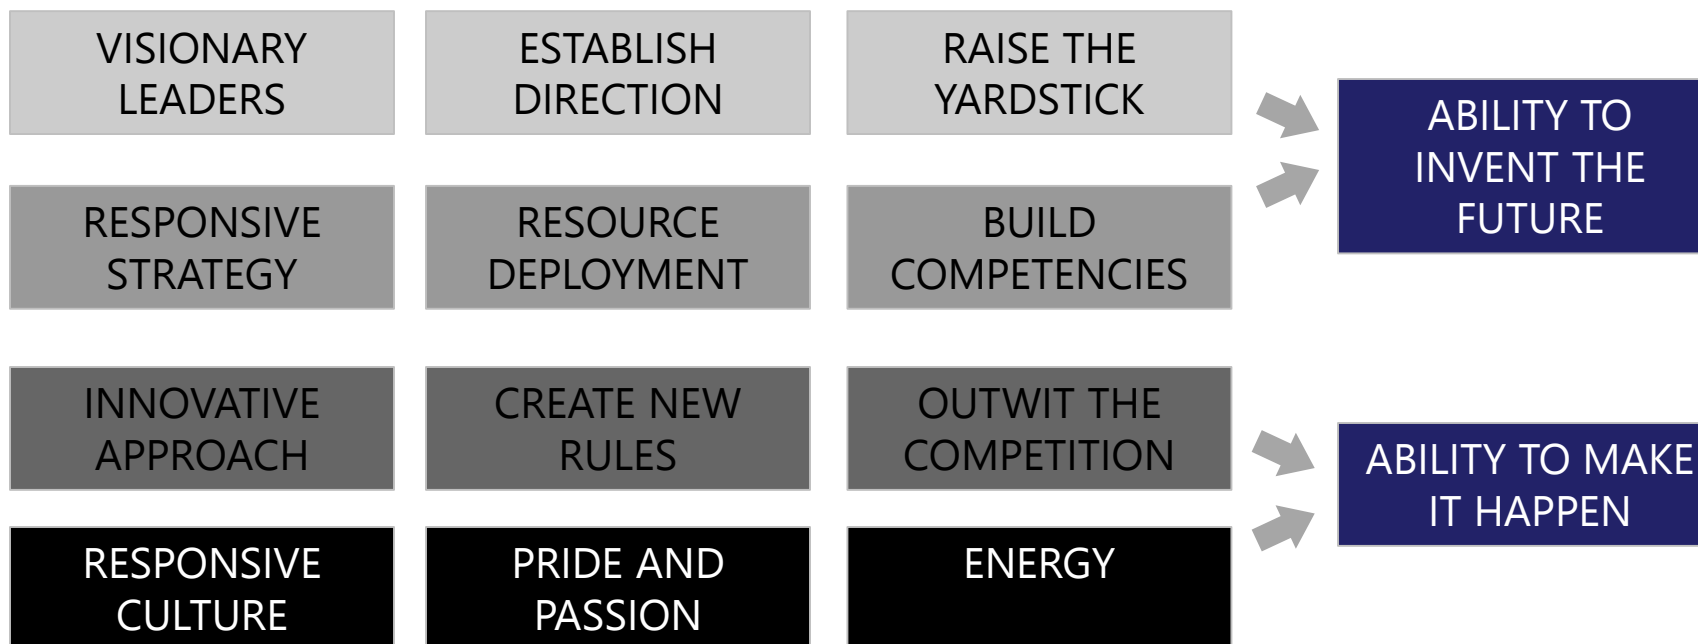 VISIONARY
LEADERS
ESTABLISH
DIRECTION
RAISE THE
YARDSTICK
ABILITY TO
INVENT THE
FUTURE
RESPONSIVE
STRATEGY
RESOURCE
DEPLOYMENT
BUILD
COMPETENCIES
INNOVATIVE
APPROACH
CREATE NEW
RULES
OUTWIT THE
COMPETITION
ABILITY TO MAKE
IT HAPPEN
RESPONSIVE
CULTURE
PRIDE AND
PASSION
ENERGY